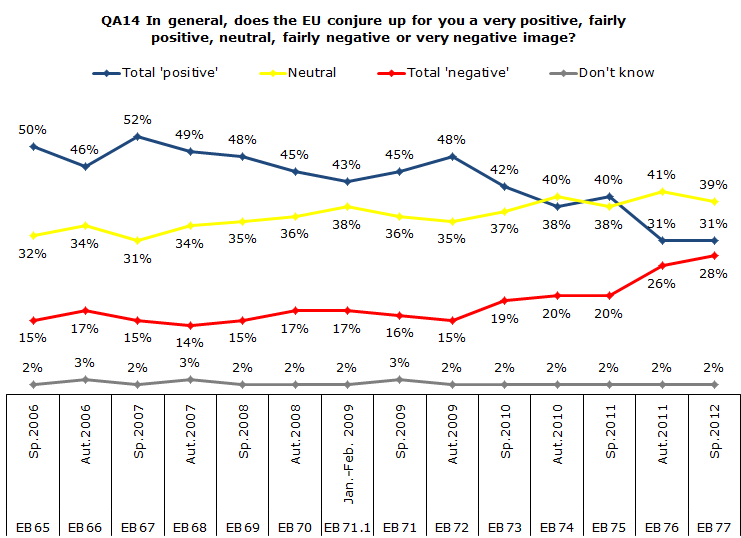 QA14 In general, does the EU conjure up for you a very positive, fairly
positive, neutral, fairly negative or very negative image?
Total 'positive' Neutral Total 'negative' Don't know
50% 46% 52% 49% 48% 45% 43% 45% 48% 42% 40% 40% 41% 39%
32% 34% 31% 34% 35% 36% 38% 36% 35% 37% 38% 38% 31% 31%
15% 17% 15% 14% 15% 17% 17% 16% 15% 19% 20% 20% 26% 28%
2% 3% 2% 3% 2% 2% 2% 3% 2% 2% 2% 2% 2% 2%
Sp.2006 Aut.2006 Sp.2007 Aut.2007 Sp.2008 Aut.2008 Jan.-Feb. 2009 Sp.2009 Aut.2009 Sp.2010 Aut.2010 Sp.2011 Aut.2011 Sp.2012
EB65 EB66 EB67 EB68 EB69 EB70 EB71.1 EB71 EB72 EB73 EB74 EB75 EB76 EB77